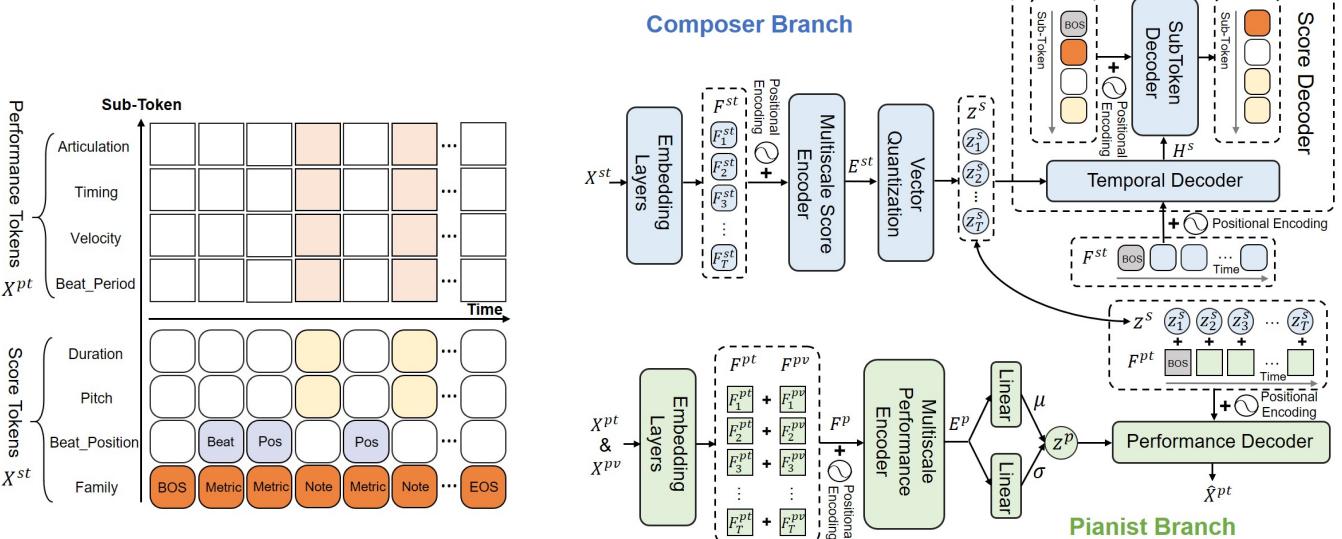 Sub-Token
Performance Tokens
X^{pt}
Articulation
Timing
Velocity
Beat_Period
...
...
...
...
Time
Score Tokens
X^{st}
Duration
...
Pitch
...
Beat_Position
Beat Pos Pos ...
Family
BOS Metric Metric Note Metric Note ... EOS
Composer Branch
X^{st}
Embedding Layers
F^{st}
F_1^{st}
F_2^{st}
F_3^{st}
⋮
F_T^{st}
Positional Encoding
+
Multiscale Score Encoder
E^{st}
Vector Quantization
z^s
z_1^s
z_2^s
⋮
z_T^s
Sub-Token
BOS
+
Positional Encoding
SubToken Decoder
Sub-Token
Score Decoder
H^s
Temporal Decoder
+ Positional Encoding
F^{st} BOS ...
Time
z^s z_1^s z_2^s z_3^s ... z_T^s
+ + + +
F^{pt} BOS ...
Time
+ Positional Encoding
X^{pt}
&
X^{pv}
Embedding Layers
F^{pt} F^{pv}
F_1^{pt} + F_1^{pv}
F_2^{pt} + F_2^{pv}
F_3^{pt} + F_3^{pv}
⋮ ⋮
F_T^{pt} + F_T^{pv}
F^p
+
Positional Encoding
Multiscale Performance Encoder
E^p
Linear
μ
Linear
σ
z^p
Performance Decoder
X̂^{pt}
Pianist Branch